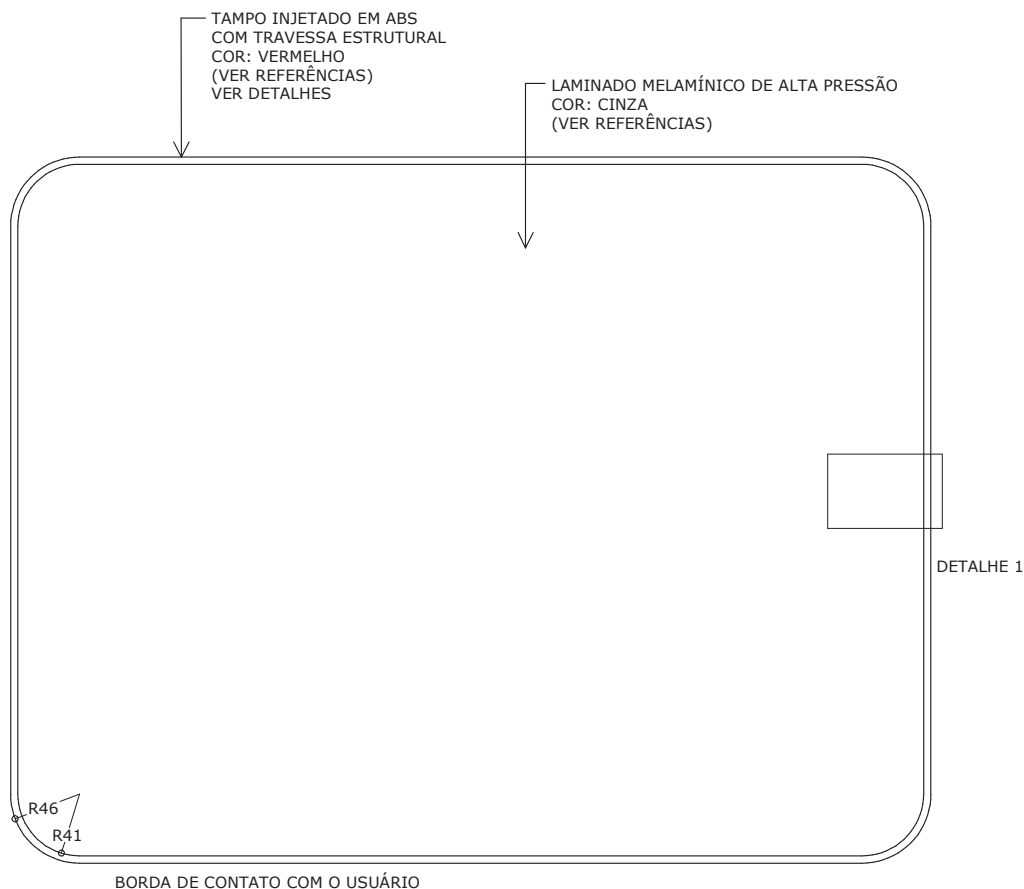 TAMPO INJETADO EM ABS
COM TRAVESSA ESTRUTURAL
COR: VERMELHO
(VER REFERÊNCIAS)
VER DETALHES
LAMINADO MELAMÍNICO DE ALTA PRESSÃO
COR: CINZA
(VER REFERÊNCIAS)
DETALHE 1
R46
R41
BORDA DE CONTATO COM O USUÁRIO